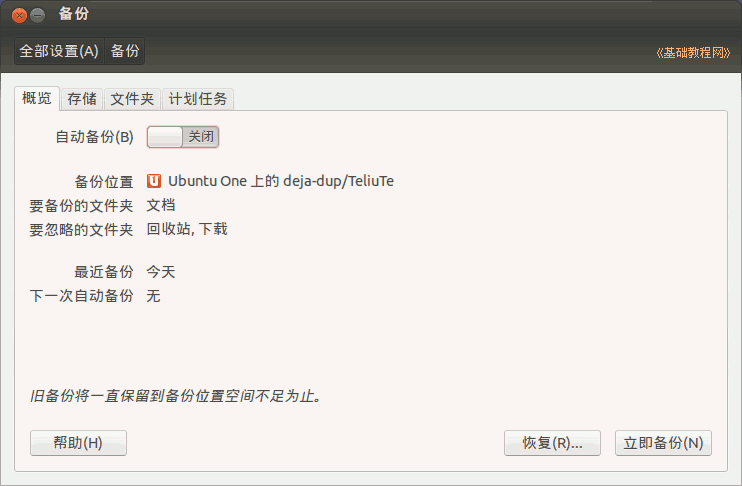 备份
全部设置(A) 备份
《基础教程网》
概览 存储 文件夹 计划任务
自动备份(B) 关闭
备份位置 Ubuntu One 上的 deja-dup/TeliuTe
要备份的文件夹 文档
要忽略的文件夹 回收站, 下载
最近备份 今天
下一次自动备份 无
旧备份将一直保留到备份位置空间不足为止。
帮助(H) 恢复(R)... 立即备份(N)